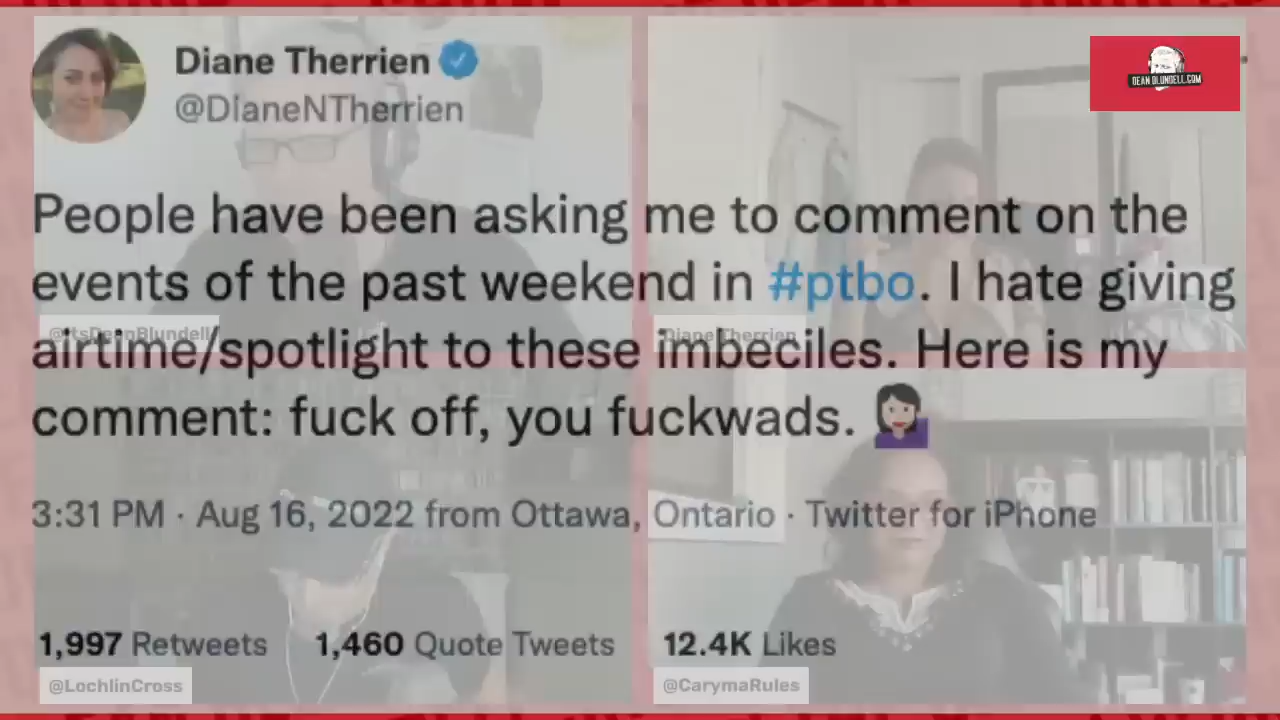 Diane Therrien
@DianeNTherrien
DEAN BLUNDELL.COM
People have been asking me to comment on the
events of the past weekend in #ptbo. I hate giving
@ItsDeanBlundell
Diane Therrien
airtime/spotlight to these imbeciles. Here is my
comment: fuck off, you fuckwads.
3:31 PM · Aug 16, 2022 from Ottawa, Ontario · Twitter for iPhone
1,997 Retweets 1,460 Quote Tweets 12.4K Likes
@LochlinCross
@CarymaRules